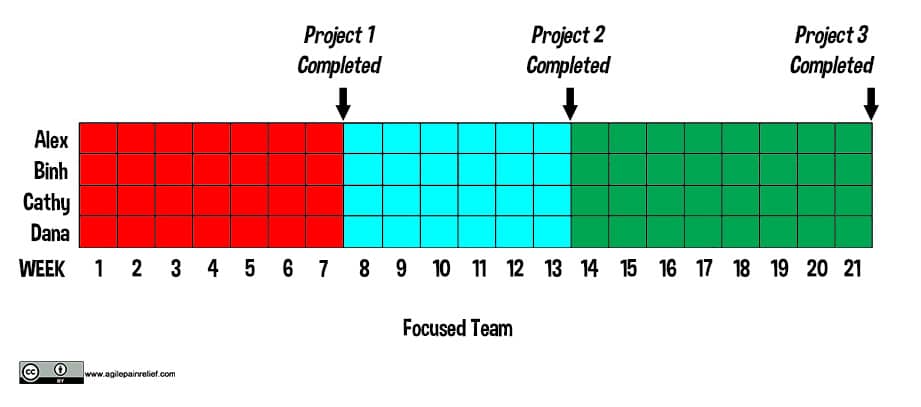 Project 1 Project 2 Project 3
Completed Completed Completed
Alex
Binh
Cathy
Dana
WEEK 1 2 3 4 5 6 7 8 9 10 11 12 13 14 15 16 17 18 19 20 21
Focused Team
cc BY www.agilepainrelief.com